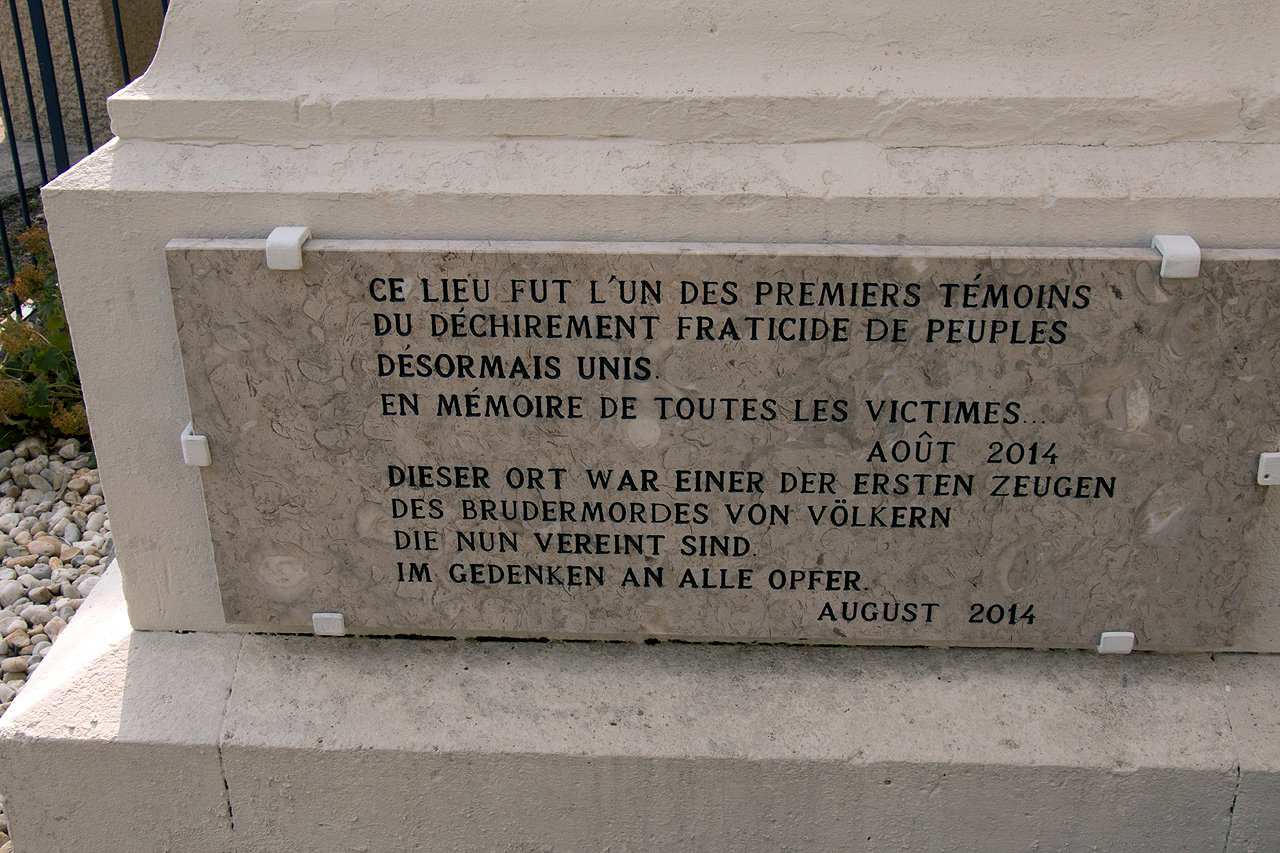 CE LIEU FUT L'UN DES PREMIERS TÉMOINS
DU DÉCHIREMENT FRATICIDE DE PEUPLES
DÉSORMAIS UNIS.
EN MÉMOIRE DE TOUTES LES VICTIMES...
AOÛT 2014
DIESER ORT WAR EINER DER ERSTEN ZEUGEN
DES BRUDERMORDES VON VÖLKERN
DIE NUN VEREINT SIND.
IM GEDENKEN AN ALLE OPFER.
AUGUST 2014